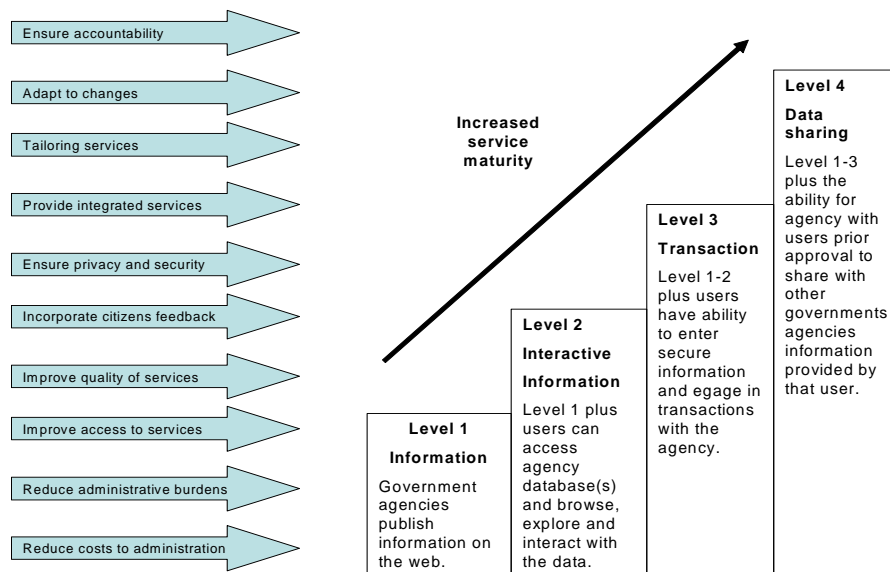 Ensure accountability
Adapt to changes
Tailoring services
Provide integrated services
Ensure privacy and security
Incorporate citizens feedback
Improve quality of services
Improve access to services
Reduce administrative burdens
Reduce costs to administration
Increased
service
maturity
Level 1
Information
Government
agencies
publish
information on
the web.
Level 2
Interactive
Information
Level 1 plus
users can
access
agency
database(s)
and browse,
explore and
interact with
the data.
Level 3
Transaction
Level 1-2
plus users
have ability
to enter
secure
information
and egage in
transactions
with the
agency.
Level 4
Data
sharing
Level 1-3
plus the
ability for
agency with
users prior
approval to
share with
other
governments
agencies
information
provided by
that user.